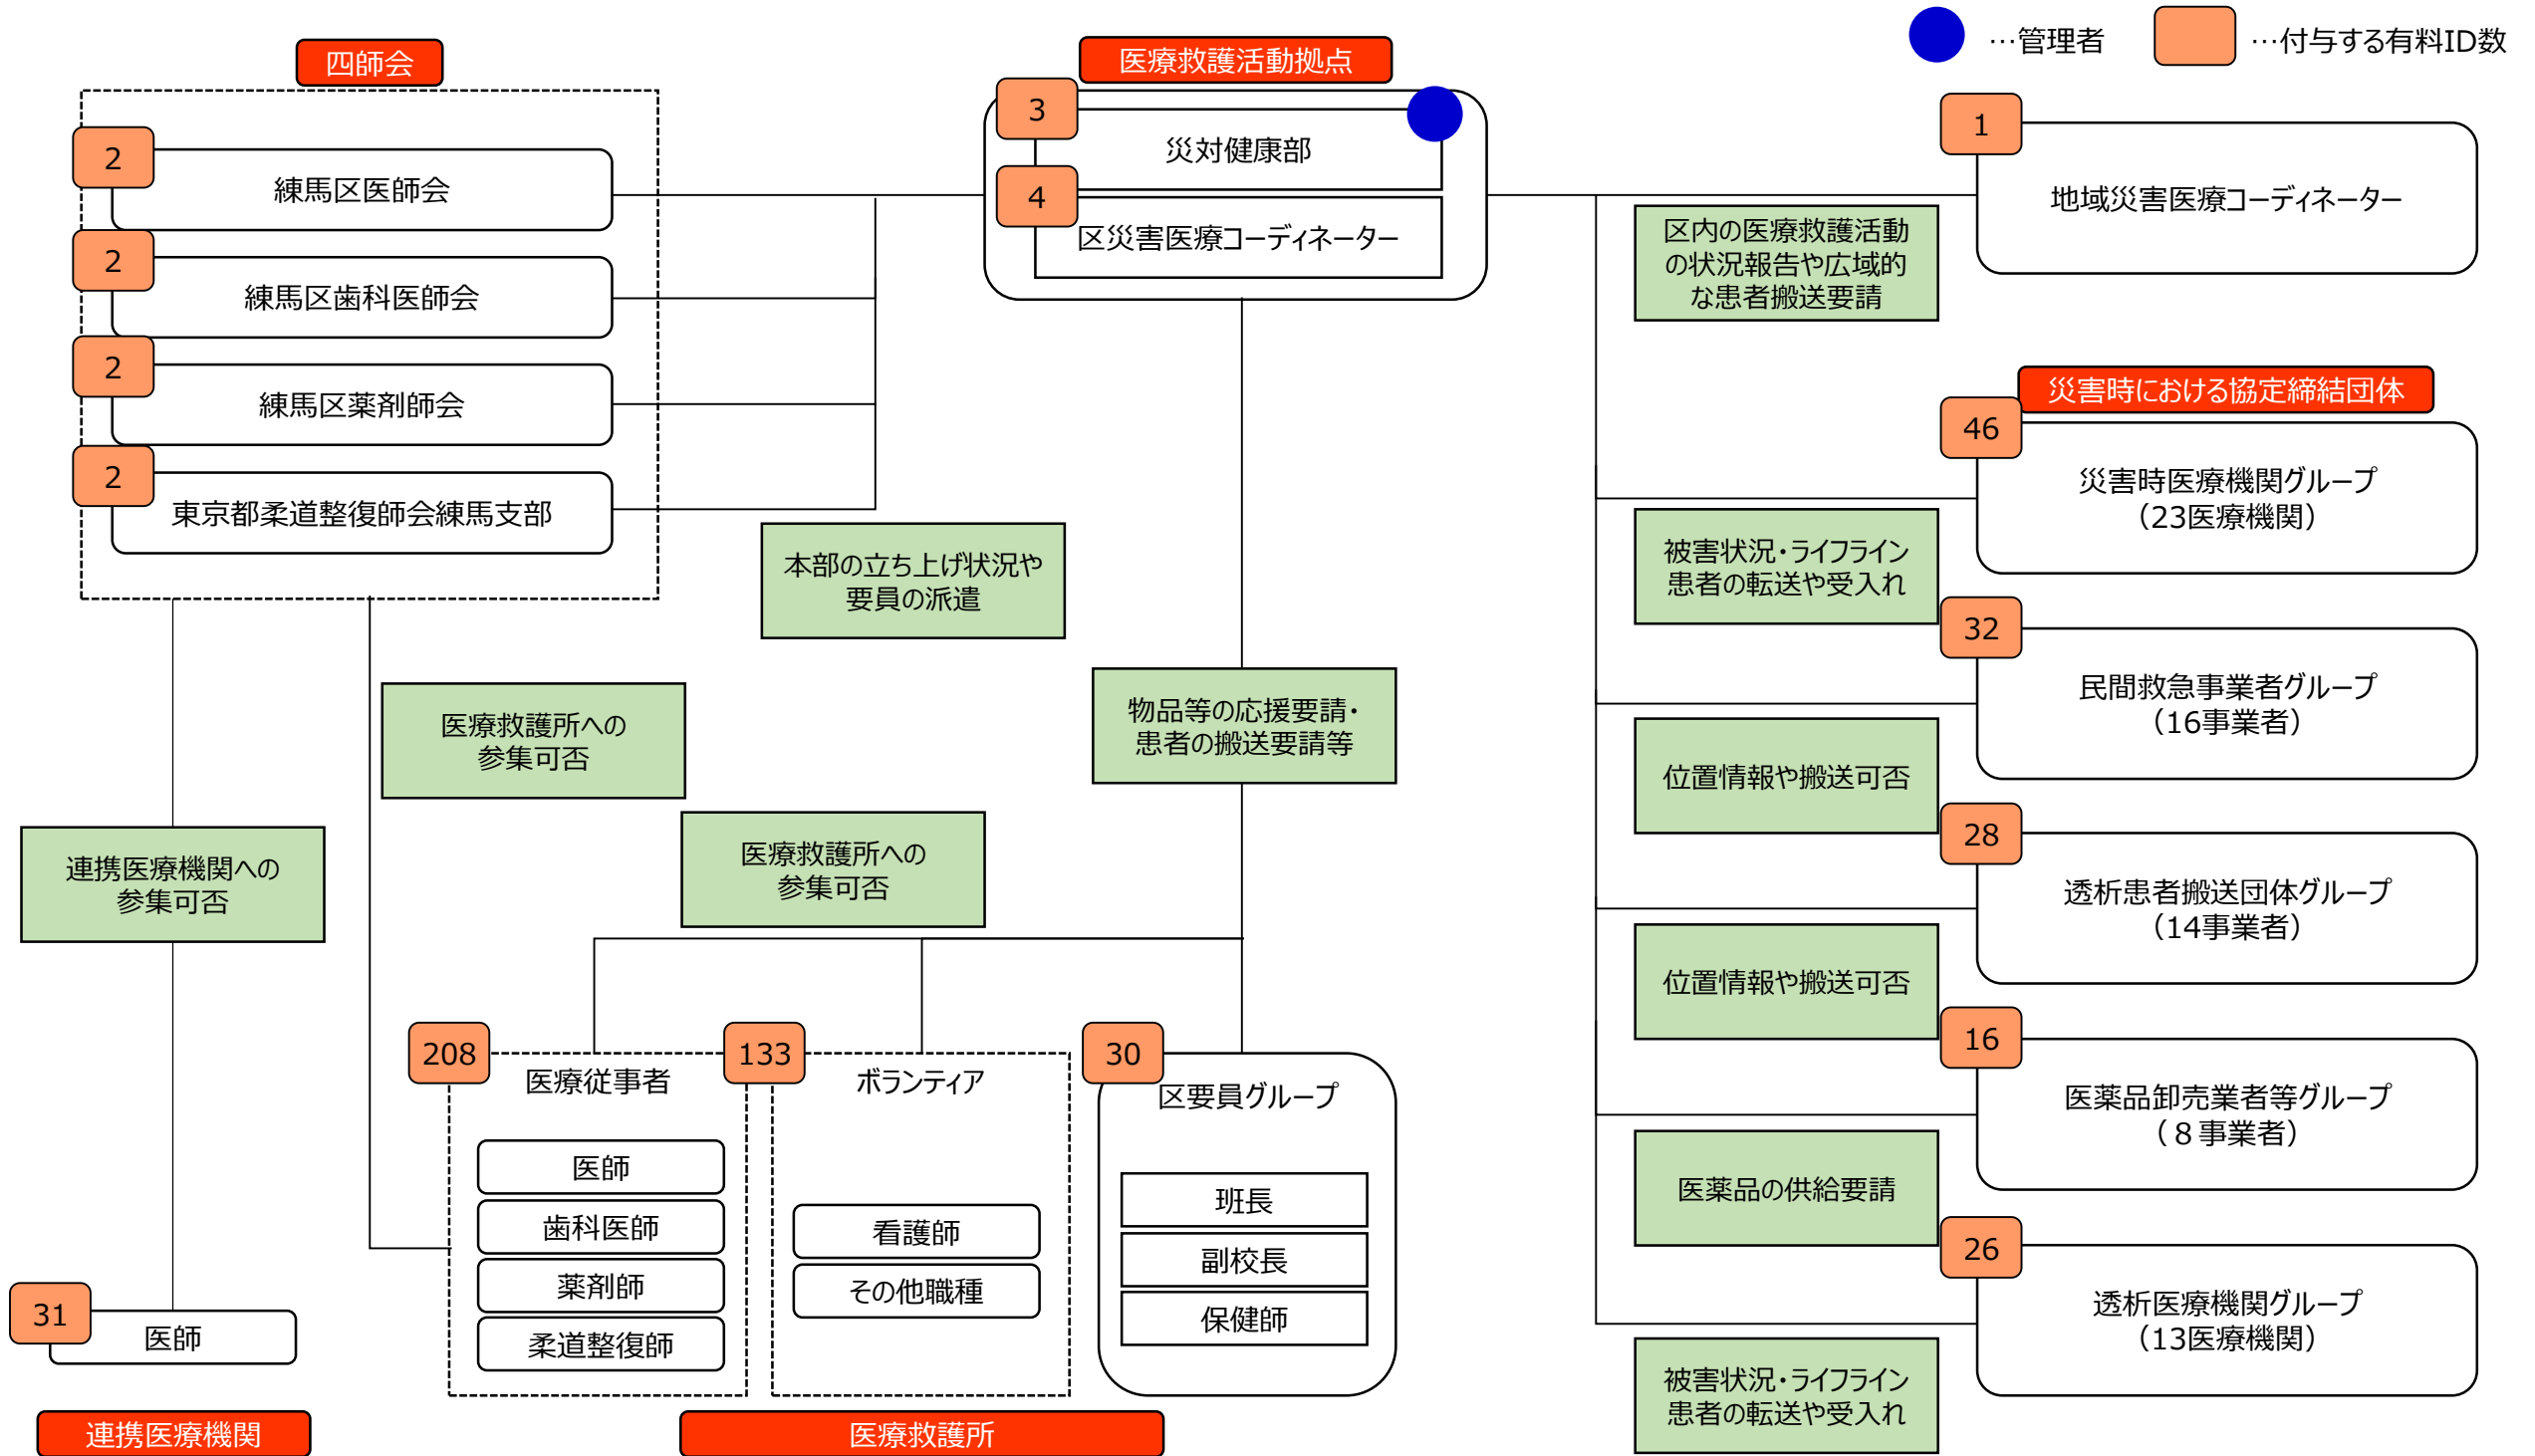 …管理者
…付与する有料ID数
四師会
2
練馬区医師会
2
練馬区歯科医師会
2
練馬区薬剤師会
2
東京都柔道整復師会練馬支部
医療救護活動拠点
3
災対健康部
4
区災害医療コーディネーター
1
地域災害医療コーディネーター
区内の医療救護活動
の状況報告や広域的
な患者搬送要請
災害時における協定締結団体
46
災害時医療機関グループ
（23医療機関）
被害状況・ライフライン
患者の転送や受入れ
32
民間救急事業者グループ
（16事業者）
位置情報や搬送可否
28
透析患者搬送団体グループ
（14事業者）
位置情報や搬送可否
16
医薬品卸売業者等グループ
（８事業者）
医薬品の供給要請
26
透析医療機関グループ
（13医療機関）
被害状況・ライフライン
患者の転送や受入れ
本部の立ち上げ状況や
要員の派遣
医療救護所への
参集可否
物品等の応援要請・
患者の搬送要請等
医療救護所への
参集可否
連携医療機関への
参集可否
31
医師
連携医療機関
208
医療従事者
医師
歯科医師
薬剤師
柔道整復師
133
ボランティア
看護師
その他職種
30
区要員グループ
班長
副校長
保健師
医療救護所